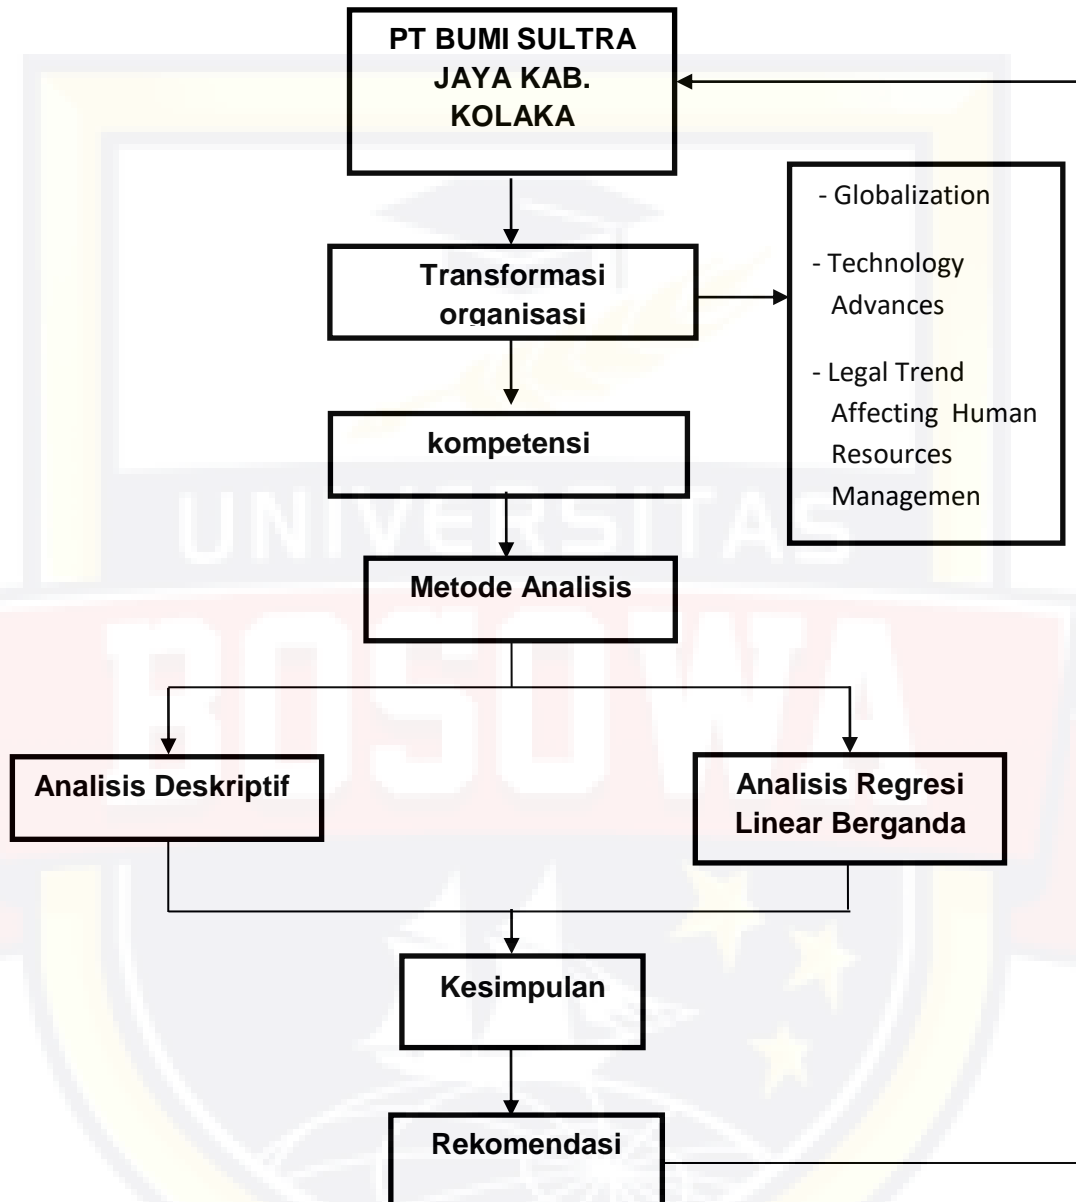 PT BUMI SULTRA
JAYA KAB.
KOLAKA
- Globalization
- Technology
Advances
- Legal Trend
Affecting Human
Resources
Managemen
Transformasi
organisasi
kompetensi
UNIVERSITAS
Metode Analisis
BOSOWA
Analisis Deskriptif
Analisis Regresi
Linear Berganda
Kesimpulan
Rekomendasi